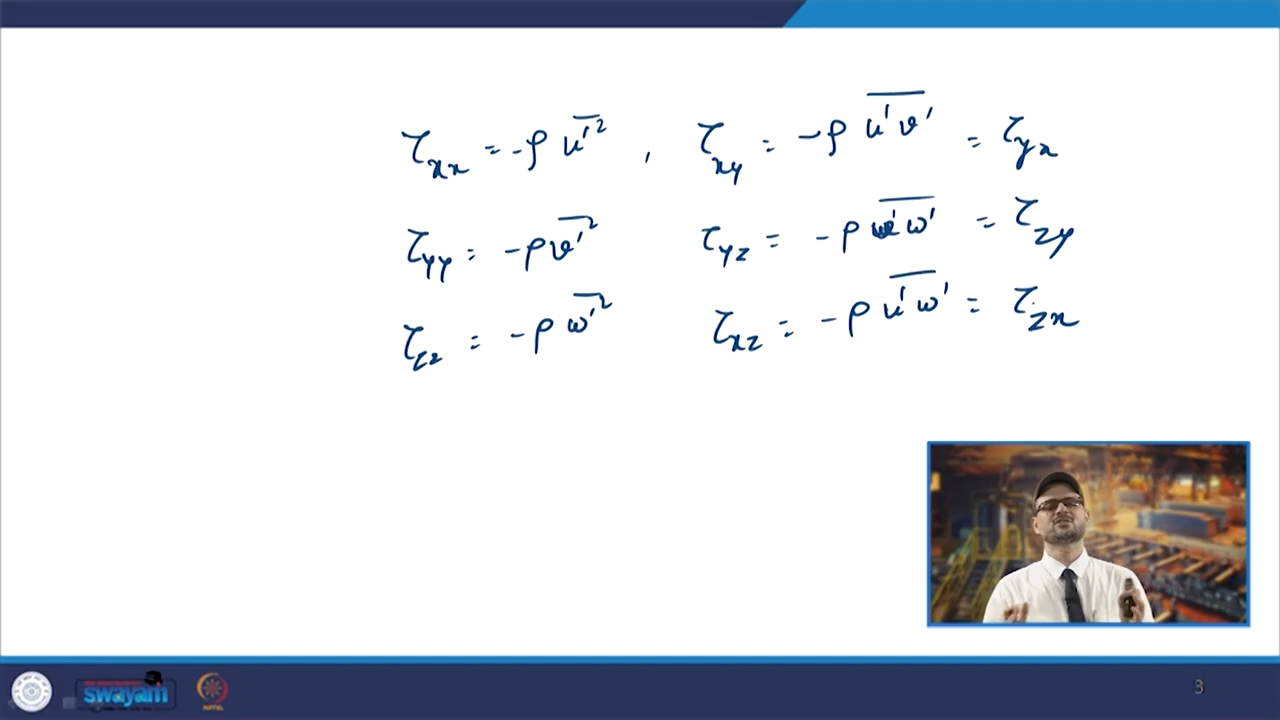 τxx = -ρ u'², τxy = -ρ u'v' = τyx
τyy = -ρ v'² τyz = -ρ v'w' = τzy
τzz = -ρ w'² τxz = -ρ u'w' = τzx
swayam
3